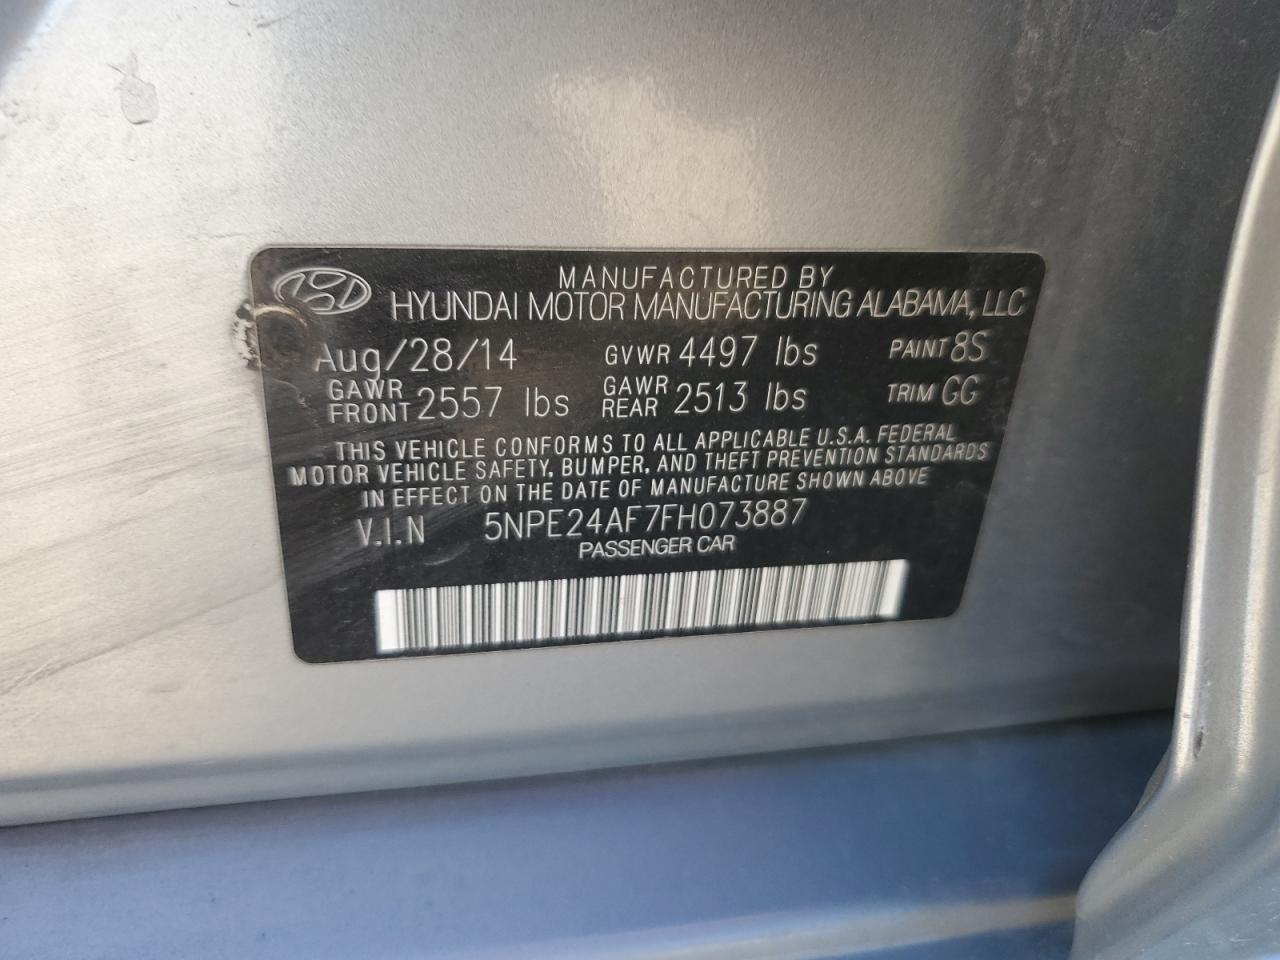 MANUFACTURED BY
HYUNDAI MOTOR MANUFACTURING ALABAMA, LLC
Aug/28/14 GVWR 4497 lbs PAINT 8S
GAWR FRONT 2557 lbs GAWR REAR 2513 lbs TRIM GG
THIS VEHICLE CONFORMS TO ALL APPLICABLE U.S.A. FEDERAL
MOTOR VEHICLE SAFETY, BUMPER, AND THEFT PREVENTION STANDARDS
IN EFFECT ON THE DATE OF MANUFACTURE SHOWN ABOVE
V.I.N 5NPE24AF7FH073887
PASSENGER CAR